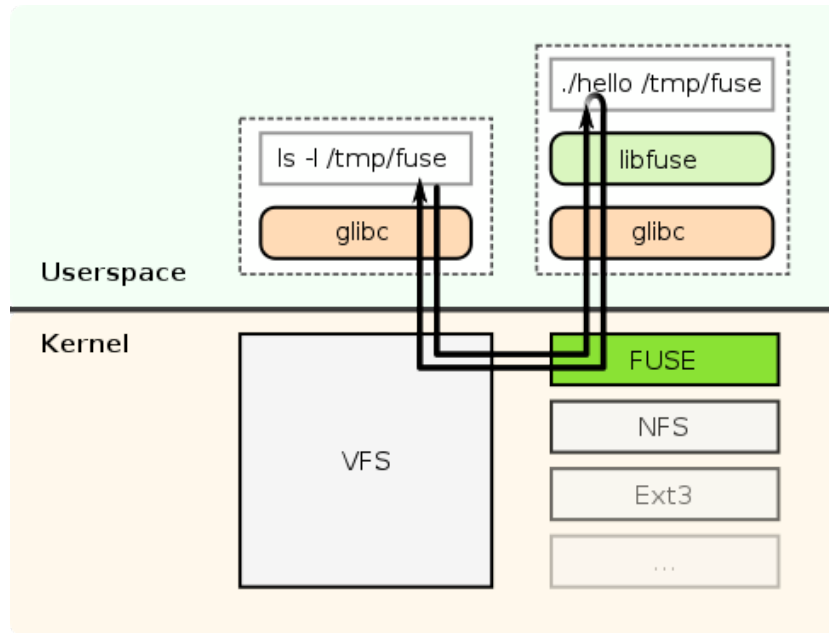 ./hello /tmp/fuse
ls -l /tmp/fuse
libfuse
glibc
glibc
Userspace
Kernel
FUSE
NFS
VFS
Ext3
...